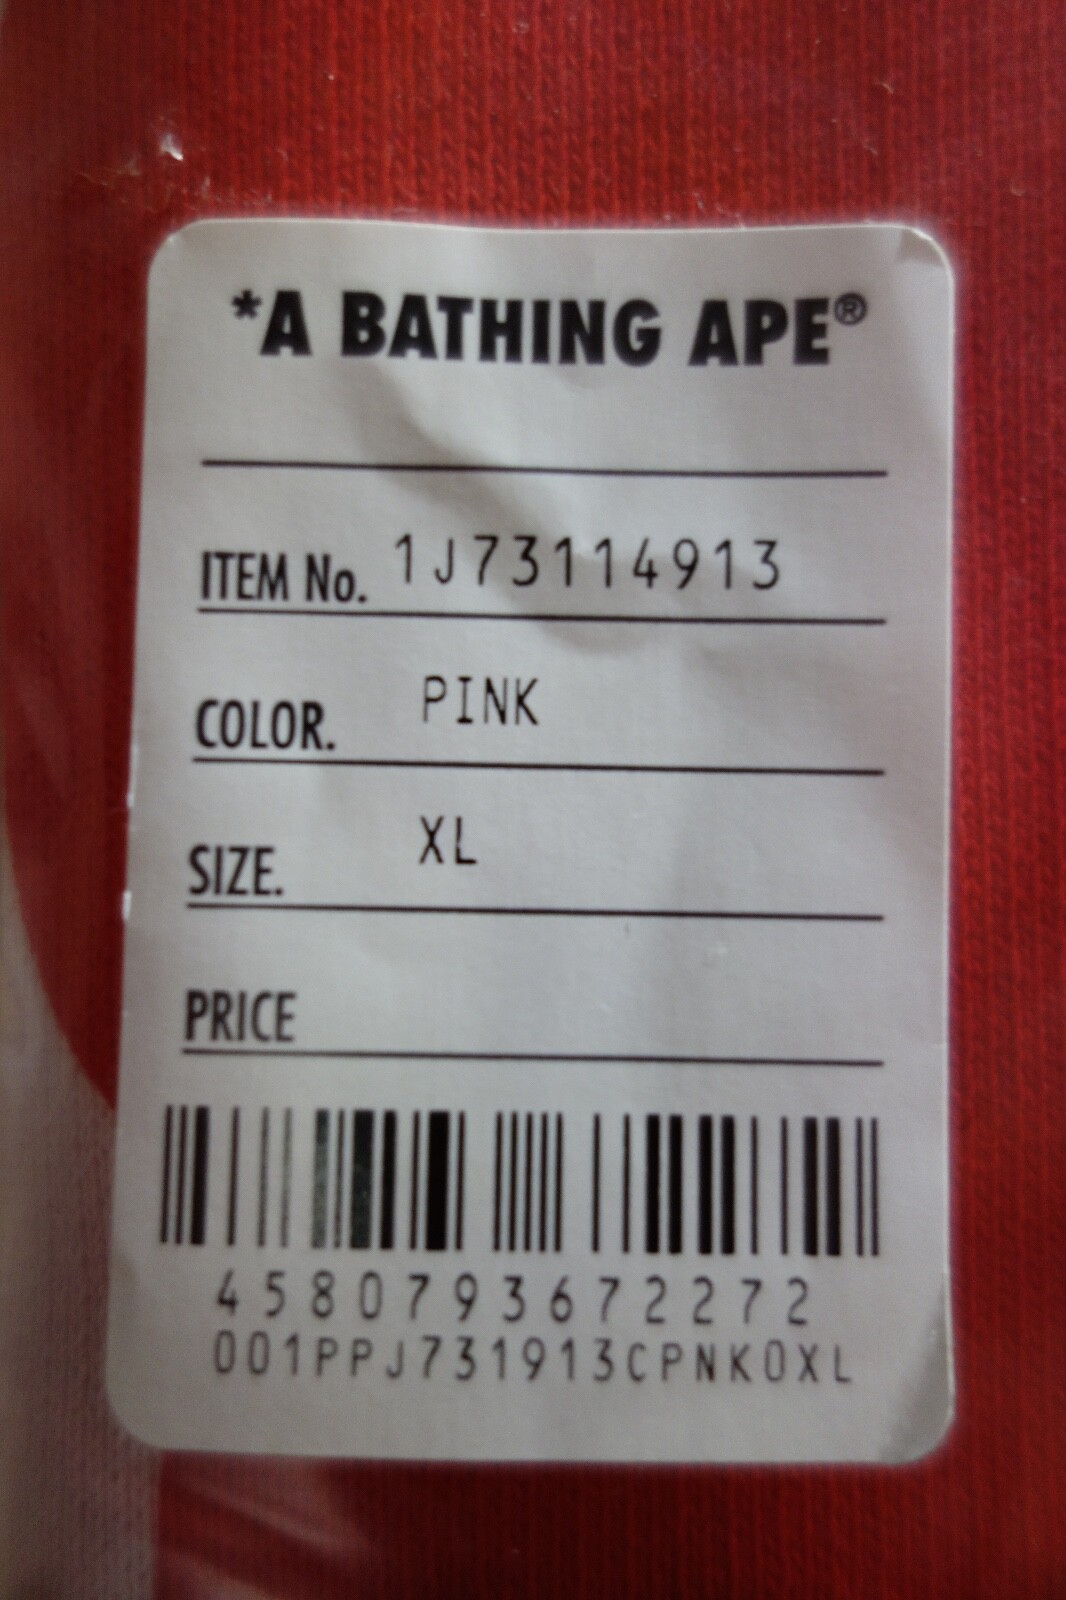 *A BATHING APE®
ITEM No. 1J73114913
COLOR. PINK
SIZE. XL
PRICE
4580793672272
001PPJ731913CPNK0XL